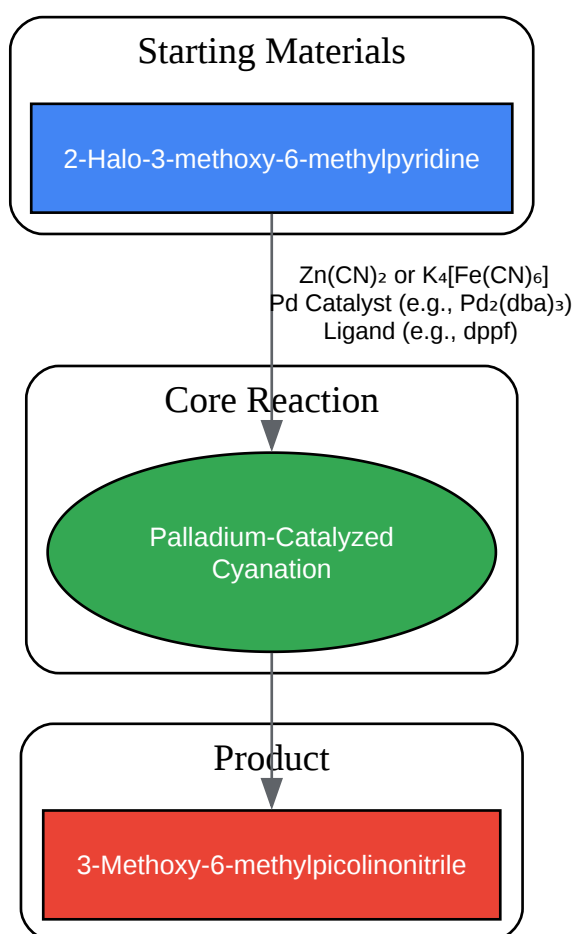 Starting Materials
2-Halo-3-methoxy-6-methylpyridine
Zn(CN)₂ or K₄[Fe(CN)₆]
Pd Catalyst (e.g., Pd₂(dba)₃)
Ligand (e.g., dppf)
Core Reaction
Palladium-Catalyzed
Cyanation
Product
3-Methoxy-6-methylpicolinonitrile